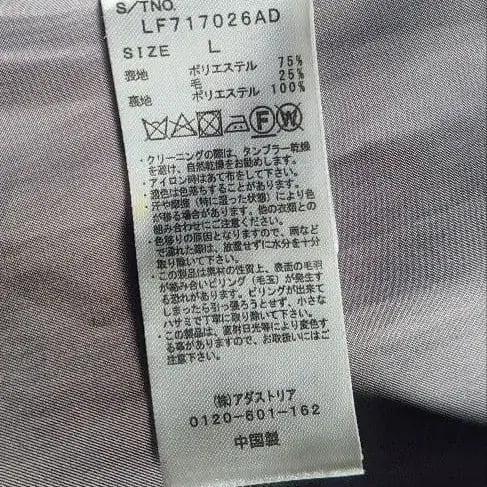 S/TNO.
LF717026AD
SIZE L
表地 ポリエステル 75%
毛 25%
裏地 ポリエステル 100%
F W
・クリーニングの際は、タンブラー乾燥
を避け、自然乾燥をお勧めします。
・アイロン時はあて布をして下さい。
・濃色は色落ちすることがあります。
・汗や摩擦（特に湿った状態）により色
が移る場合があります。他の衣類との
組み合わせにご注意ください。
・色移りの原因となりますので、雨など
で濡れた際は、放置せずに水分を十分
取り除いて下さい。
・この製品は素材の性質上、表面の毛羽
が絡み合いピリング（毛玉）が発生す
る恐れがあります。ピリングが出来て
しまったら引っ張ろうとせず、小さな
ハサミで丁寧に取り除いて下さい。
・この製品は、直射日光等により変色す
る事がありますので、お取扱いにはご
注意下さい。
(株)アダストリア
0120-601-162
中国製